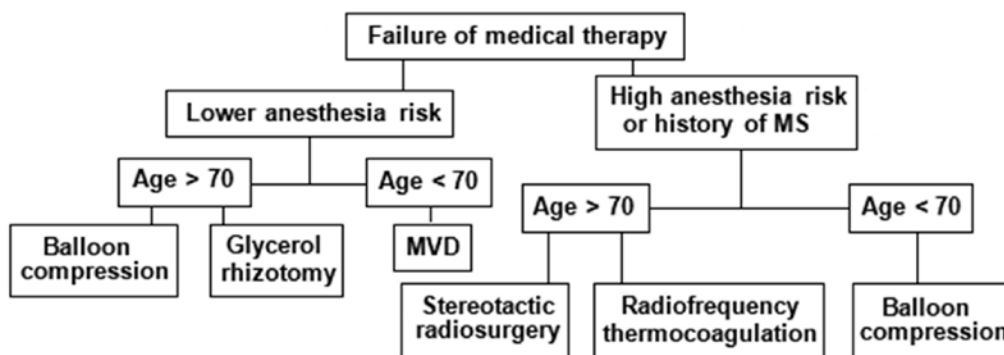 Failure of medical therapy
Lower anesthesia risk
High anesthesia risk
or history of MS
Age > 70
Age < 70
Age > 70
Age < 70
Balloon
compression
Glycerol
rhizotomy
MVD
Stereotactic
radiosurgery
Radiofrequency
thermocoagulation
Balloon
compression